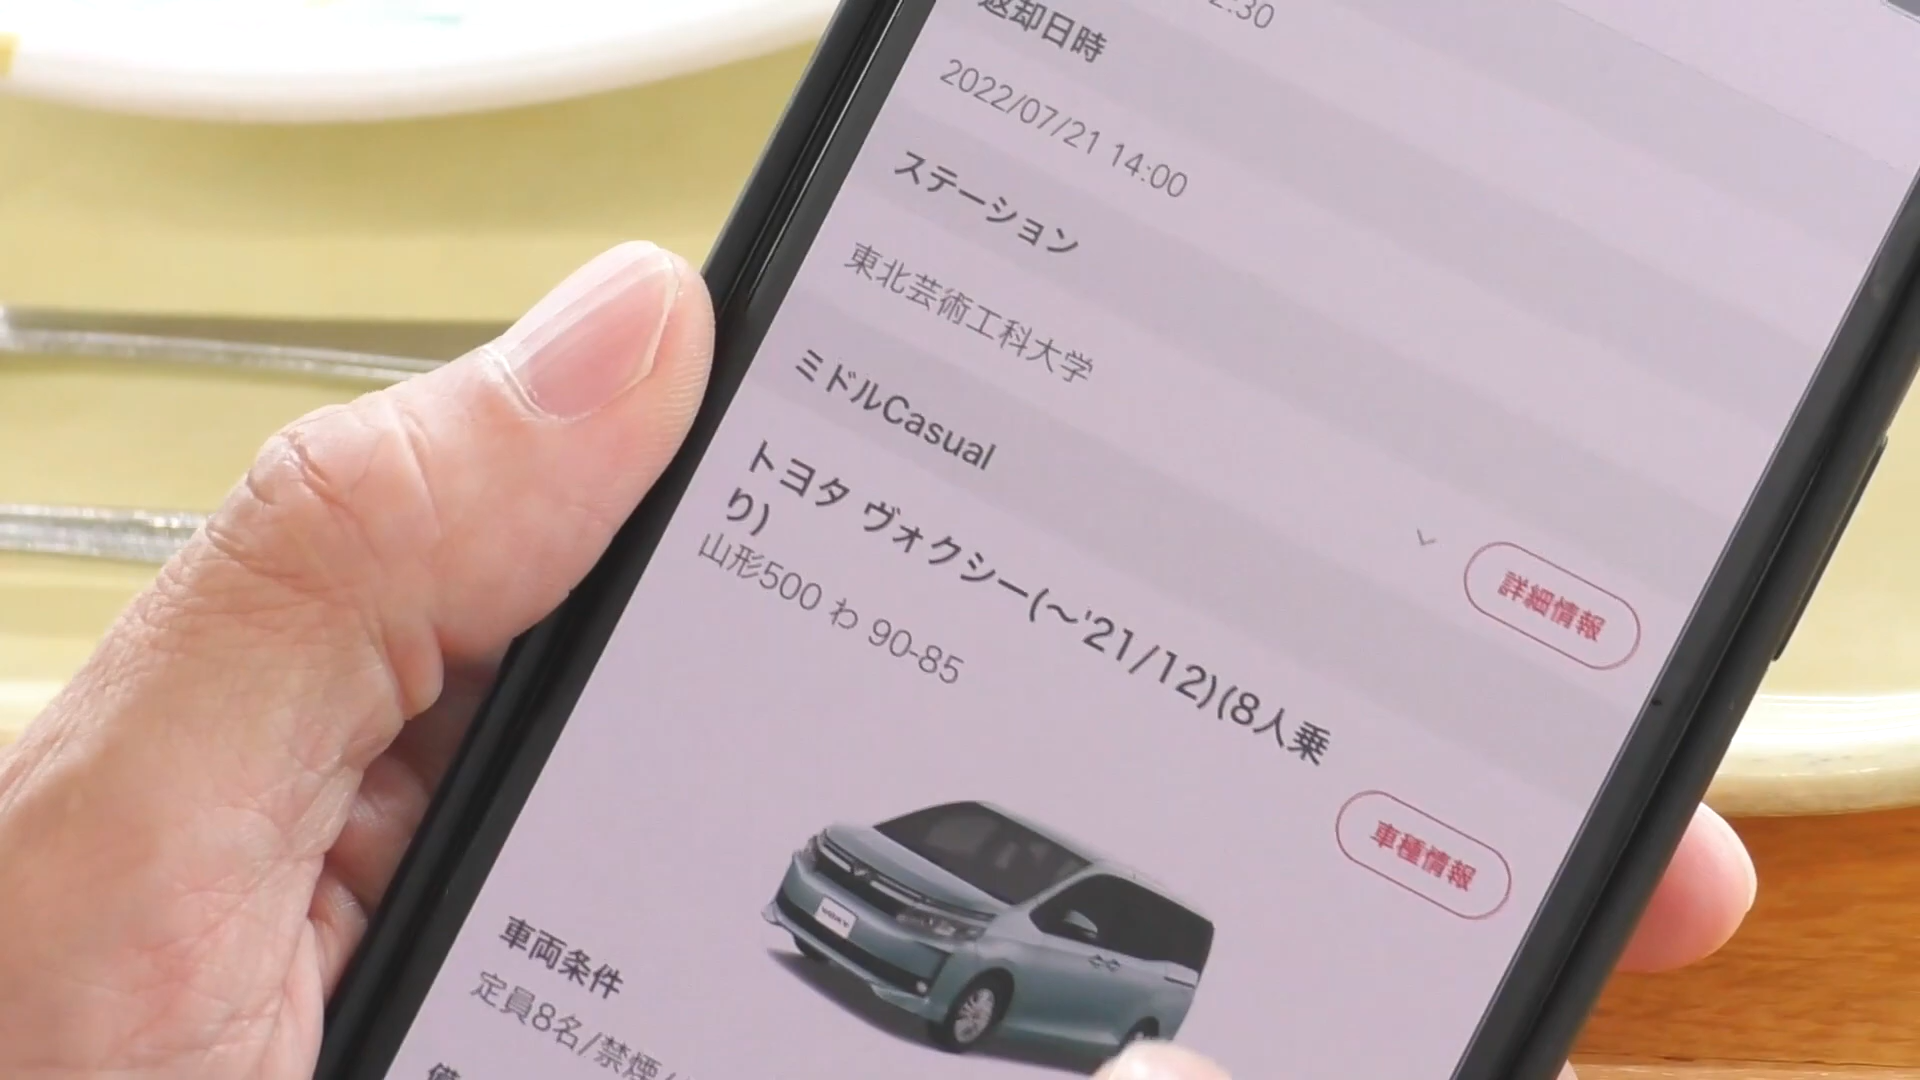 2:30
返却日時
2022/07/21 14:00
ステーション
東北芸術工科大学
ミドルCasual
詳細情報
トヨタ ヴォクシー(~'21/12)(8人乗
り)
山形500 わ 90-85
車種情報
車両条件
定員8名/禁煙/
備